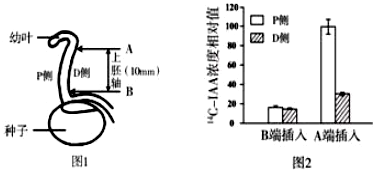 幼叶
A
P侧
D侧
上胚轴
(10mm)
B
种子
图1
¹⁴C-IAA浓度相对值
120
100
80
60
40
20
0
P侧
D侧
B端插入
A端插入
图2